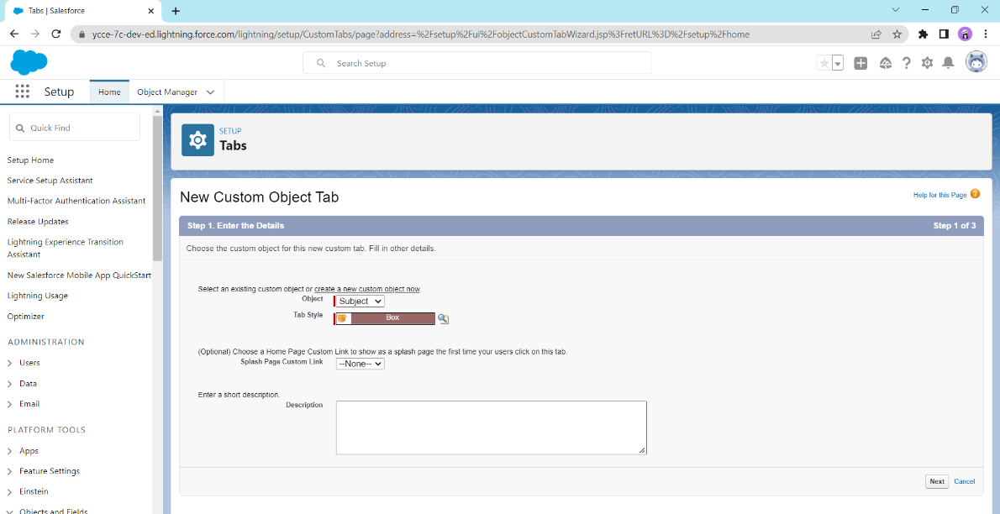 Tabs | Salesforce
ycce-7c-dev-ed.lightning.force.com/lightning/setup/CustomTabs/page?address=%2Fsetup%2Fui%2FobjectCustomTabWizard.jsp%3FretURL%3D%2Fsetup%2Fhome
Search Setup
Setup
Home
Object Manager
Quick Find
Setup Home
Service Setup Assistant
Multi-Factor Authentication Assistant
Release Updates
Lightning Experience Transition
Assistant
New Salesforce Mobile App QuickStart
Lightning Usage
Optimizer
ADMINISTRATION
Users
Data
Email
PLATFORM TOOLS
Apps
Feature Settings
Einstein
Objects and Fields
SETUP
Tabs
New Custom Object Tab
Help for this Page
Step 1. Enter the Details
Step 1 of 3
Choose the custom object for this new custom tab. Fill in other details.
Select an existing custom object or create a new custom object now.
Object
Subject
Tab Style
Box
(Optional) Choose a Home Page Custom Link to show as a splash page the first time your users click on this tab.
Splash Page Custom Link
--None--
Enter a short description.
Description
Next
Cancel